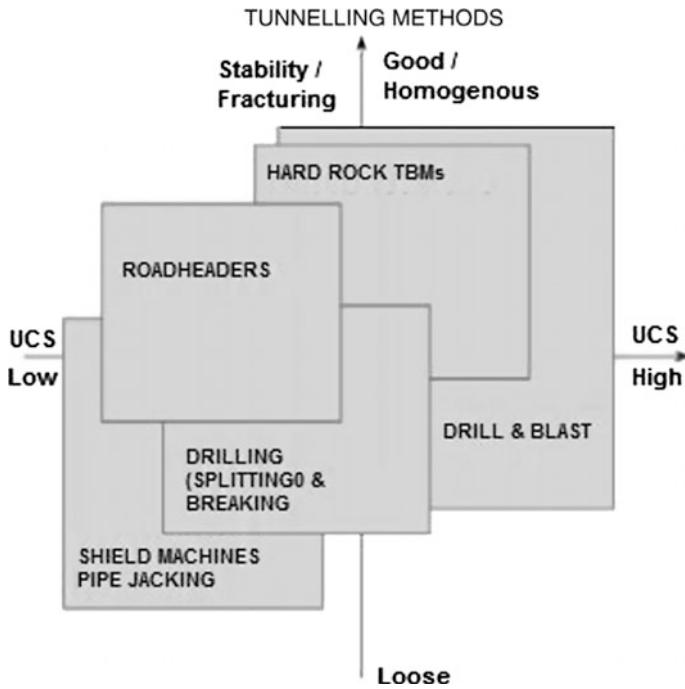 TUNNELLING METHODS
Stability / Fracturing
Good / Homogenous
HARD ROCK TBMs
ROADHEADERS
UCS
Low
UCS
High
DRILL & BLAST
DRILLING
(SPLITTING0 &
BREAKING
SHIELD MACHINES
PIPE JACKING
Loose